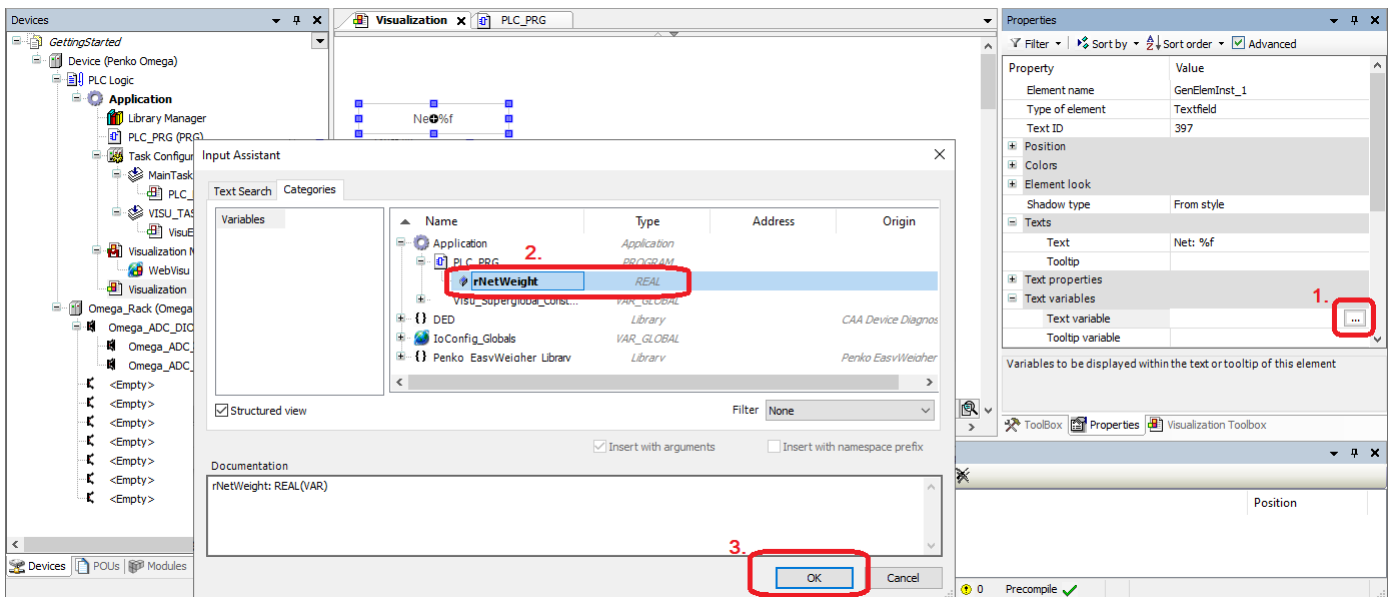 Devices
GettingStarted
Device (Penko Omega)
PLC Logic
Application
Library Manager
PLC_PRG (PRG)
Task Configur
MainTask
PLC_
VISU_TAS
VisuE
Visualization
WebVisu
Visualization
Omega_Rack (Omega
Omega_ADC_DIO
Omega_ADC_
Omega_ADC_
<Empty>
<Empty>
<Empty>
<Empty>
<Empty>
<Empty>
<Empty>
Devices POUs Modules
Visualization PLC_PRG
%f
Input Assistant
Text Search Categories
Variables
Name Type Address Origin
Application Application
PLC_PRG PROGRAM
2.
rNetWeight REAL
Visu_Superglobal_Const... VAR_GLOBAL
{} DED Library CAA Device Diagnos
IoConfig_Globals VAR_GLOBAL
{} Penko EasyWeigher Library Library Penko EasyWeigher
Structured view
Filter None
Insert with arguments Insert with namespace prefix
Documentation
rNetWeight: REAL(VAR)
3.
OK Cancel
Properties
Filter Sort by Sort order Advanced
Property Value
Element name GenElemInst_1
Type of element Textfield
Text ID 397
Position
Colors
Element look
Shadow type From style
Texts
Text Net: %f
Tooltip
Text properties
Text variables
1.
Text variable ...
Tooltip variable
Variables to be displayed within the text or tooltip of this element
ToolBox Properties Visualization Toolbox
Position
0 Precompile